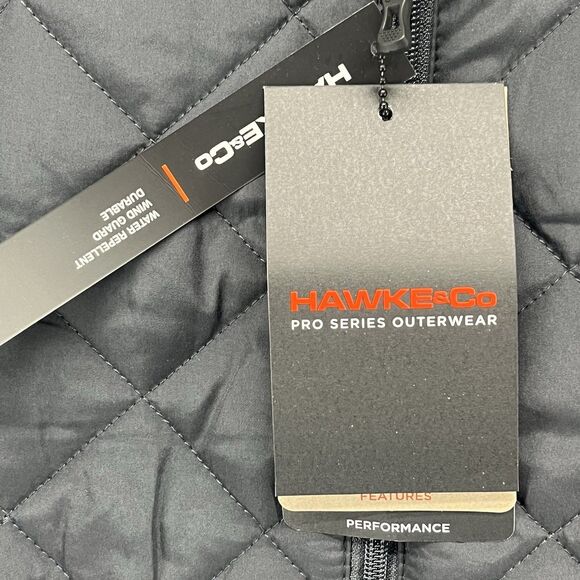 HAWKE&CO
WATER REPELLENT
WIND GUARD
DURABLE
HAWKE&CO
PRO SERIES OUTERWEAR
FEATURES
PERFORMANCE